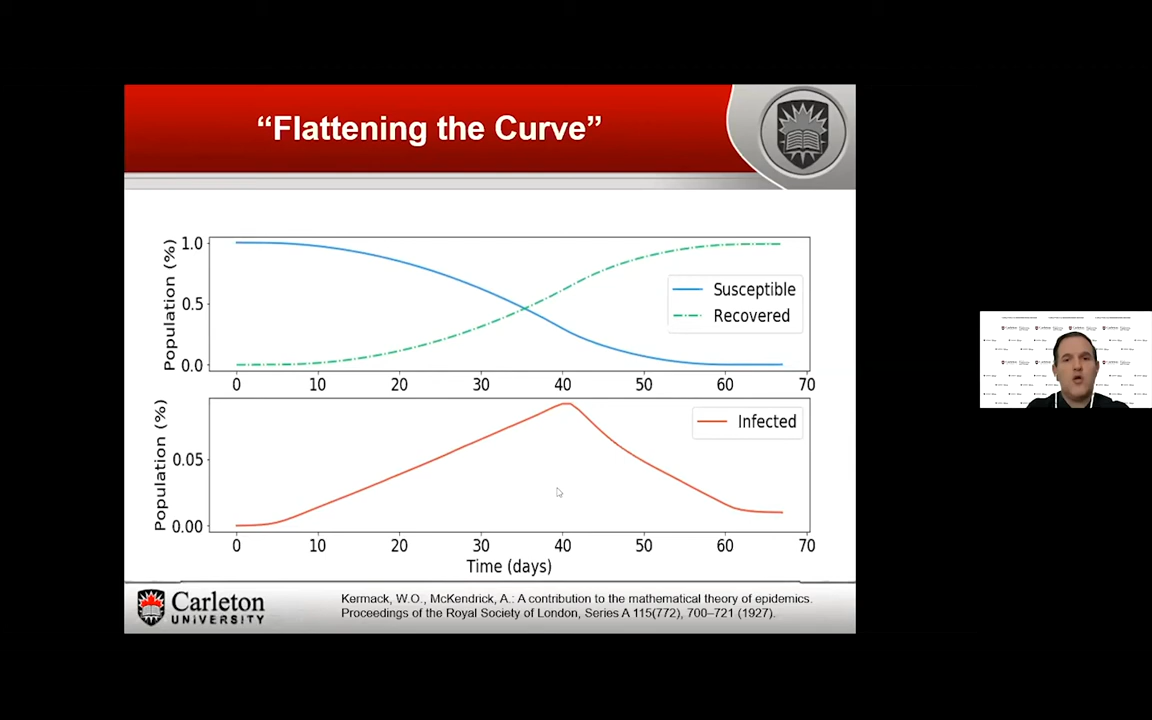 “Flattening the Curve”
Population (%)
1.0
0.5
0.0
Susceptible
Recovered
0 10 20 30 40 50 60 70
Population (%)
0.05
0.00
Infected
0 10 20 30 40 50 60 70
Time (days)
Carleton
UNIVERSITY
Kermack, W.O., McKendrick, A.: A contribution to the mathematical theory of epidemics.
Proceedings of the Royal Society of London, Series A 115(772), 700–721 (1927).